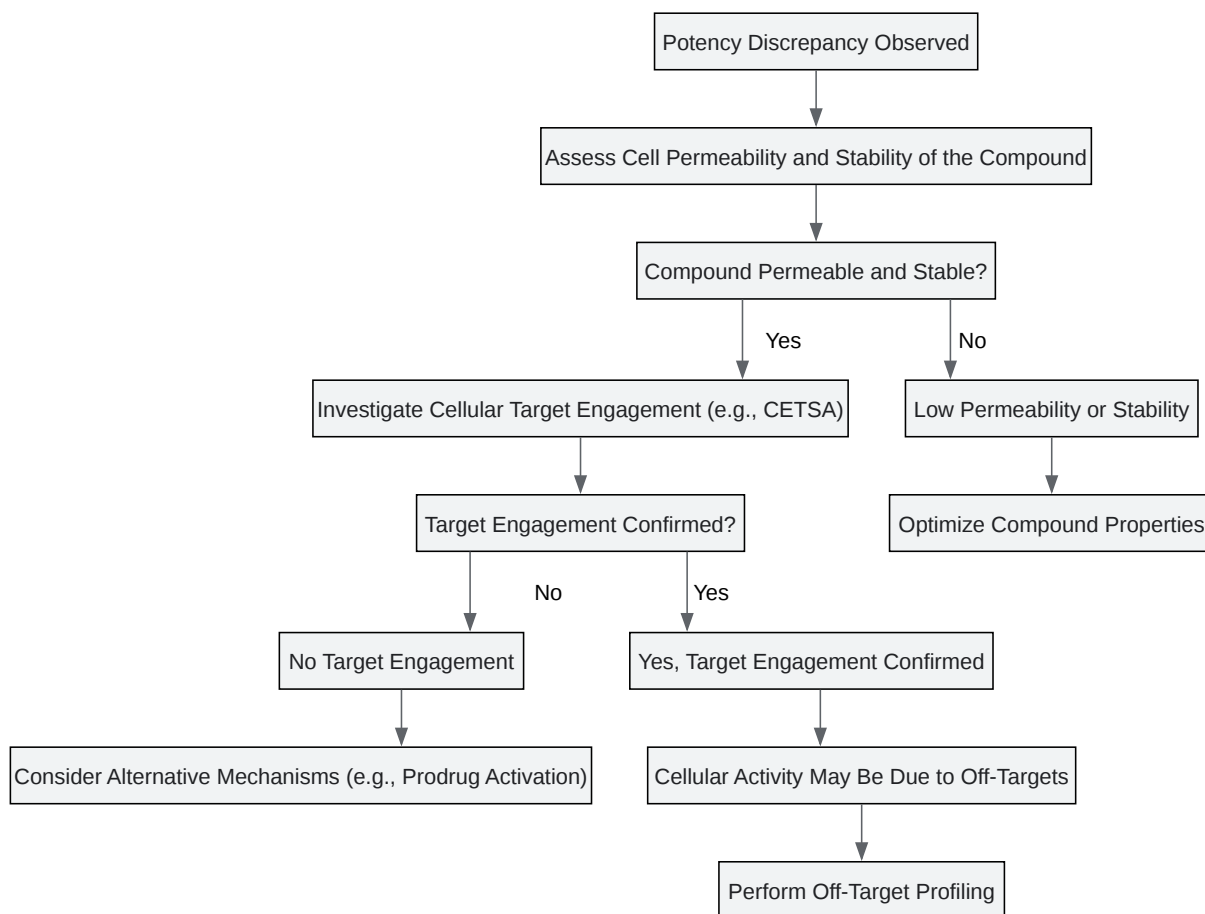 Potency Discrepancy Observed
Assess Cell Permeability and Stability of the Compound
Compound Permeable and Stable?
Yes
No
Investigate Cellular Target Engagement (e.g., CETSA)
Low Permeability or Stability
Target Engagement Confirmed?
Optimize Compound Properties
No
Yes
No Target Engagement
Yes, Target Engagement Confirmed
Consider Alternative Mechanisms (e.g., Prodrug Activation)
Cellular Activity May Be Due to Off-Targets
Perform Off-Target Profiling